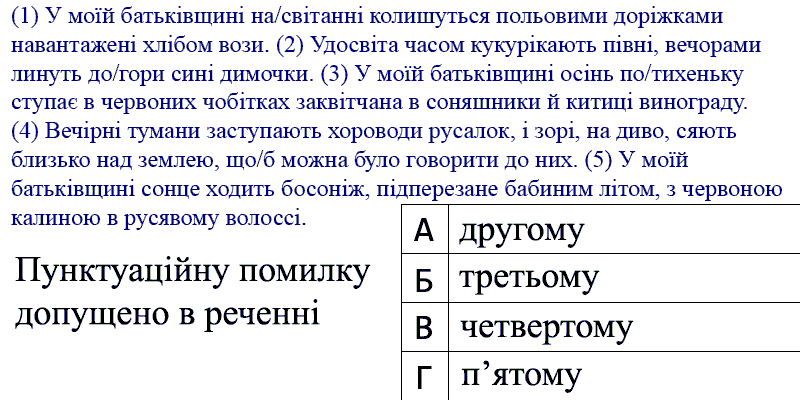 (1) У моїй батьківщині на/світанні колишуться польовими доріжками
навантажені хлібом вози. (2) Удосвіта часом кукурікають півні, вечорами
линуть до/гори сині димочки. (3) У моїй батьківщині осінь по/тихеньку
ступає в червоних чобітках заквітчана в соняшники й китиці винограду.
(4) Вечірні тумани заступають хороводи русалок, і зорі, на диво, сяють
близько над землею, що/б можна було говорити до них. (5) У моїй
батьківщині сонце ходить босоніж, підперезане бабиним літом, з червоною
калиною в русявому волоссі.
Пунктуаційну помилку
допущено в реченні
А другому
Б третьому
В четвертому
Г п’ятому